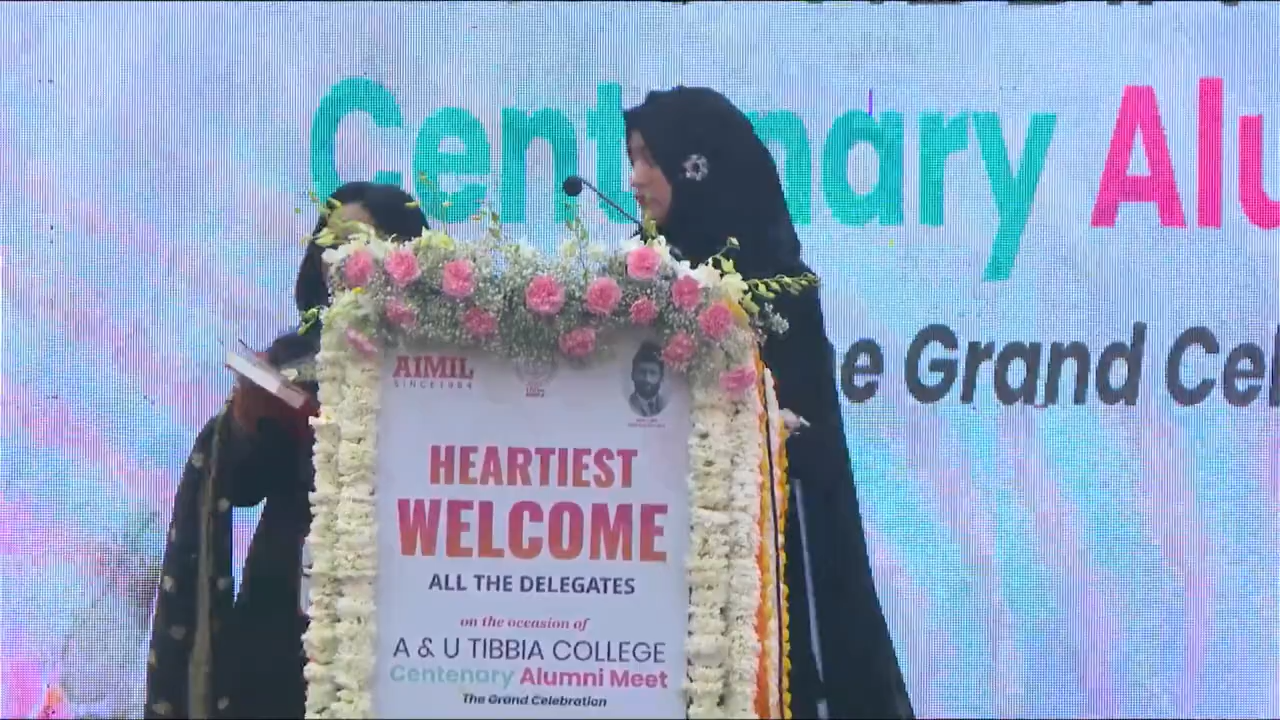 Centenary Alu
e Grand Cel
AIMIL
SINCE 1984
HEARTIEST
WELCOME
ALL THE DELEGATES
on the occasion of
A & U TIBBIA COLLEGE
Centenary Alumni Meet
The Grand Celebration